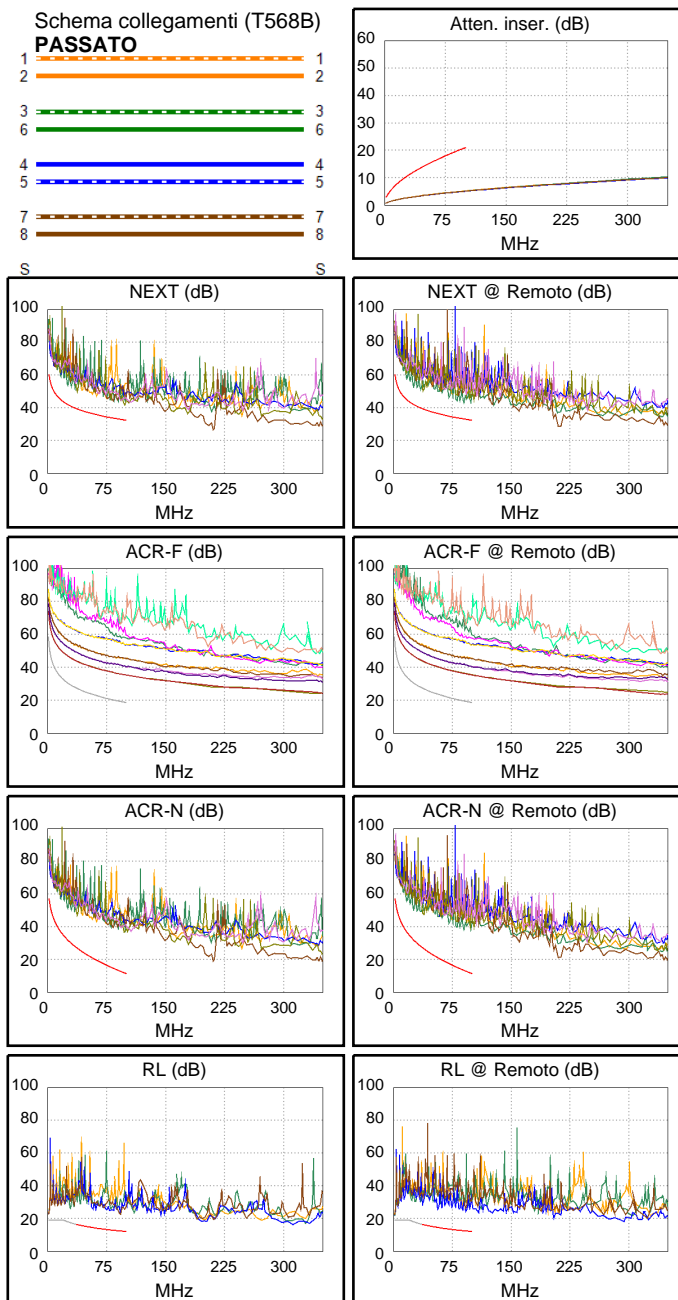 Schema collegamenti (T568B)
PASSATO
1 1
2 2
3 3
6 6
4 4
5 5
7 7
8 8
S S
Atten. inser. (dB)
60
50
40
30
20
10
0
0 75 150 225 300
MHz
NEXT (dB)
100
80
60
40
20
0
0 75 150 225 300
MHz
NEXT @ Remoto (dB)
100
80
60
40
20
0
0 75 150 225 300
MHz
ACR-F (dB)
100
80
60
40
20
0
0 75 150 225 300
MHz
ACR-F @ Remoto (dB)
100
80
60
40
20
0
0 75 150 225 300
MHz
ACR-N (dB)
100
80
60
40
20
0
0 75 150 225 300
MHz
ACR-N @ Remoto (dB)
100
80
60
40
20
0
0 75 150 225 300
MHz
RL (dB)
100
80
60
40
20
0
0 75 150 225 300
MHz
RL @ Remoto (dB)
100
80
60
40
20
0
0 75 150 225 300
MHz